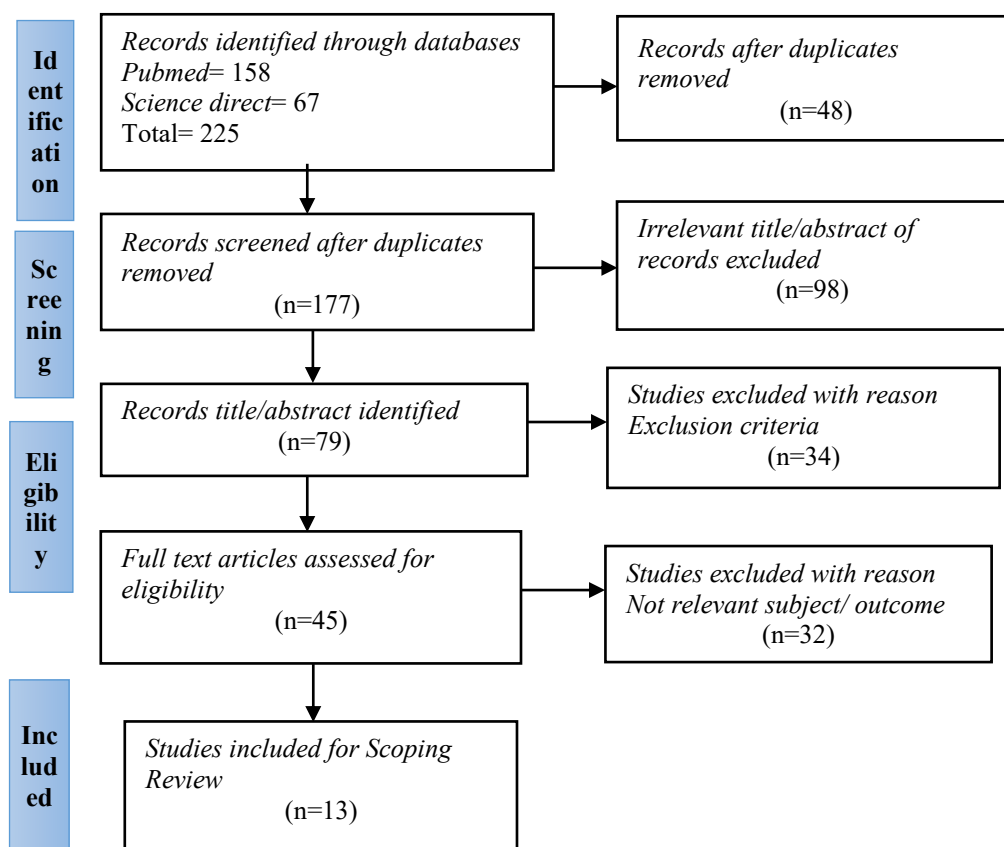 Id
entific
ati
on
Records identified through databases
Pubmed= 158
Science direct= 67
Total= 225
Records after duplicates
removed
(n=48)
Sc
ree
nin
g
Records screened after duplicates
removed
(n=177)
Irrelevant title/abstract of
records excluded
(n=98)
Records title/abstract identified
(n=79)
Studies excluded with reason
Exclusion criteria
(n=34)
Eli
gib
ilit
y
Full text articles assessed for
eligibility
(n=45)
Studies excluded with reason
Not relevant subject/ outcome
(n=32)
Inc
lud
ed
Studies included for Scoping
Review
(n=13)